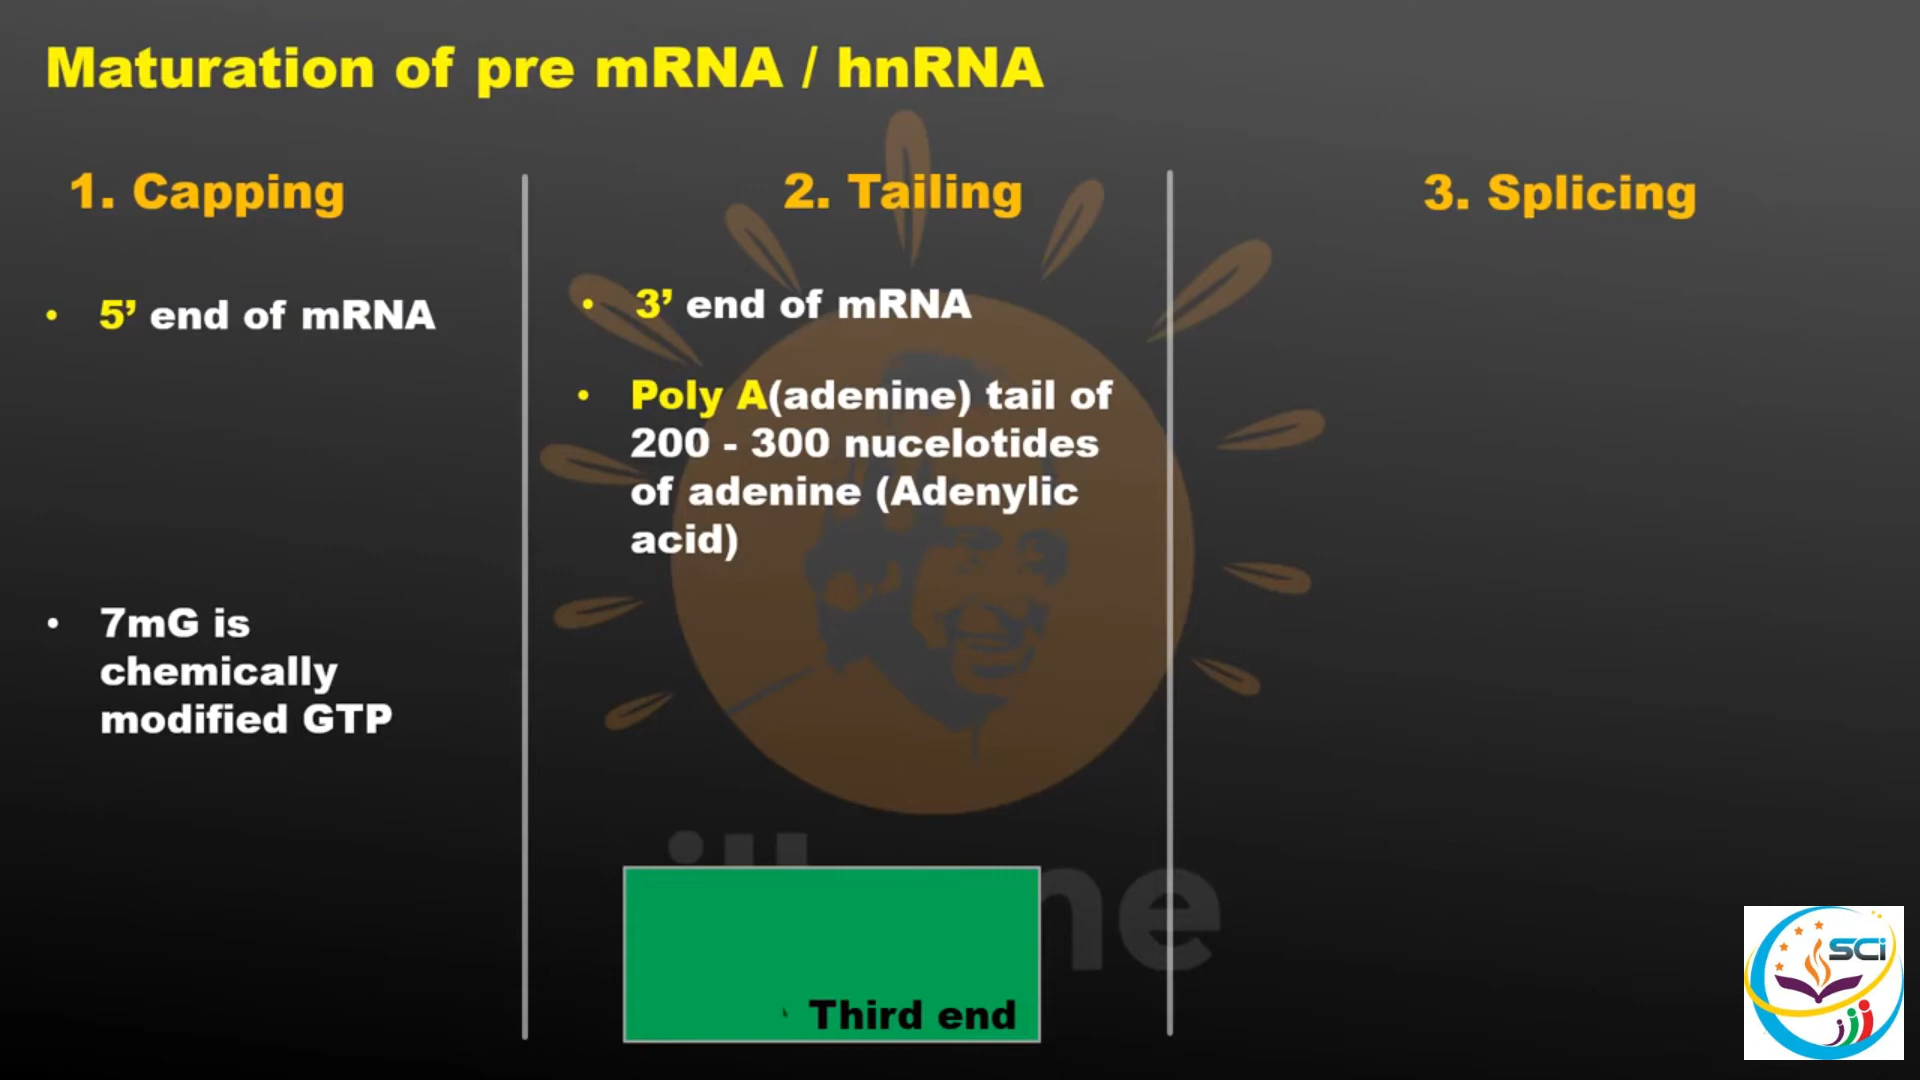 Maturation of pre mRNA / hnRNA
1. Capping
• 5’ end of mRNA
• 7mG is
chemically
modified GTP
2. Tailing
• 3’ end of mRNA
• Poly A(adenine) tail of
200 - 300 nucelotides
of adenine (Adenylic
acid)
Third end
3. Splicing
SCi